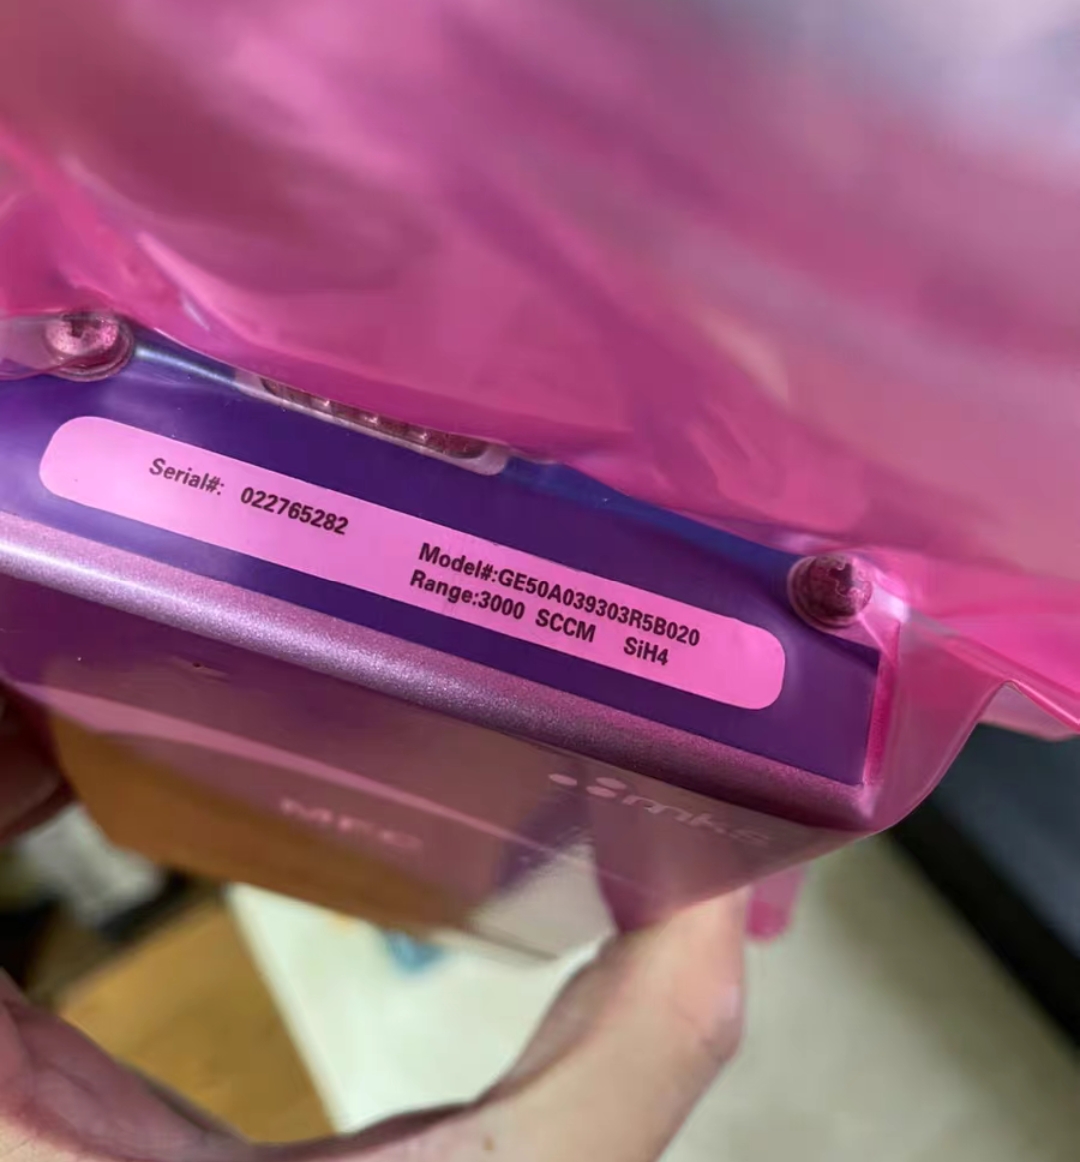 Serial#: 022765282
Model#:GE50A039303R5B020
Range:3000 SCCM SiH4
mks
MFC